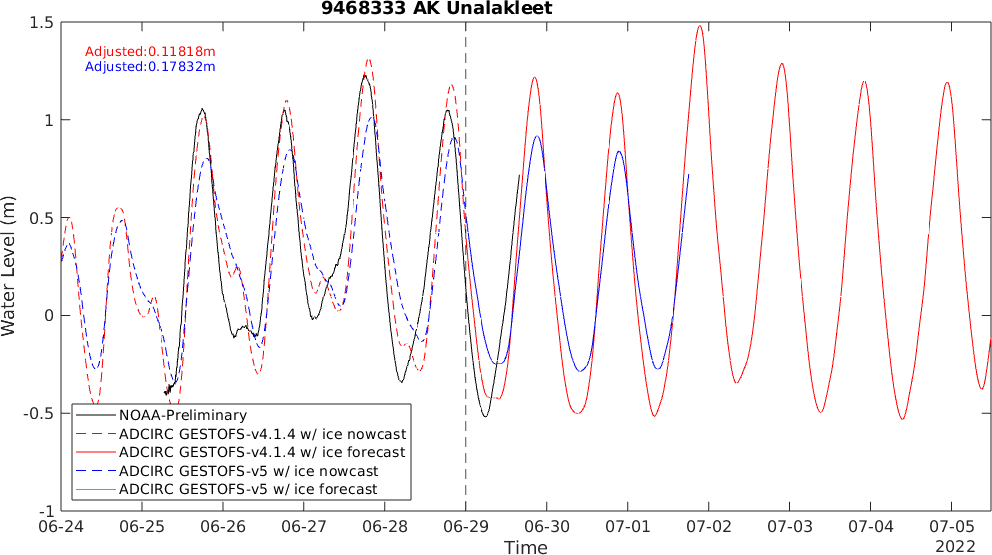 9468333 AK Unalakleet
1.5
Adjusted:0.11818m
Adjusted:0.17832m
1
0.5
0
-0.5
-1
Water Level (m)
NOAA-Preliminary
ADCIRC GESTOFS-v4.1.4 w/ ice nowcast
ADCIRC GESTOFS-v4.1.4 w/ ice forecast
ADCIRC GESTOFS-v5 w/ ice nowcast
ADCIRC GESTOFS-v5 w/ ice forecast
06-24 06-25 06-26 06-27 06-28 06-29 06-30 07-01 07-02 07-03 07-04 07-05
Time
2022